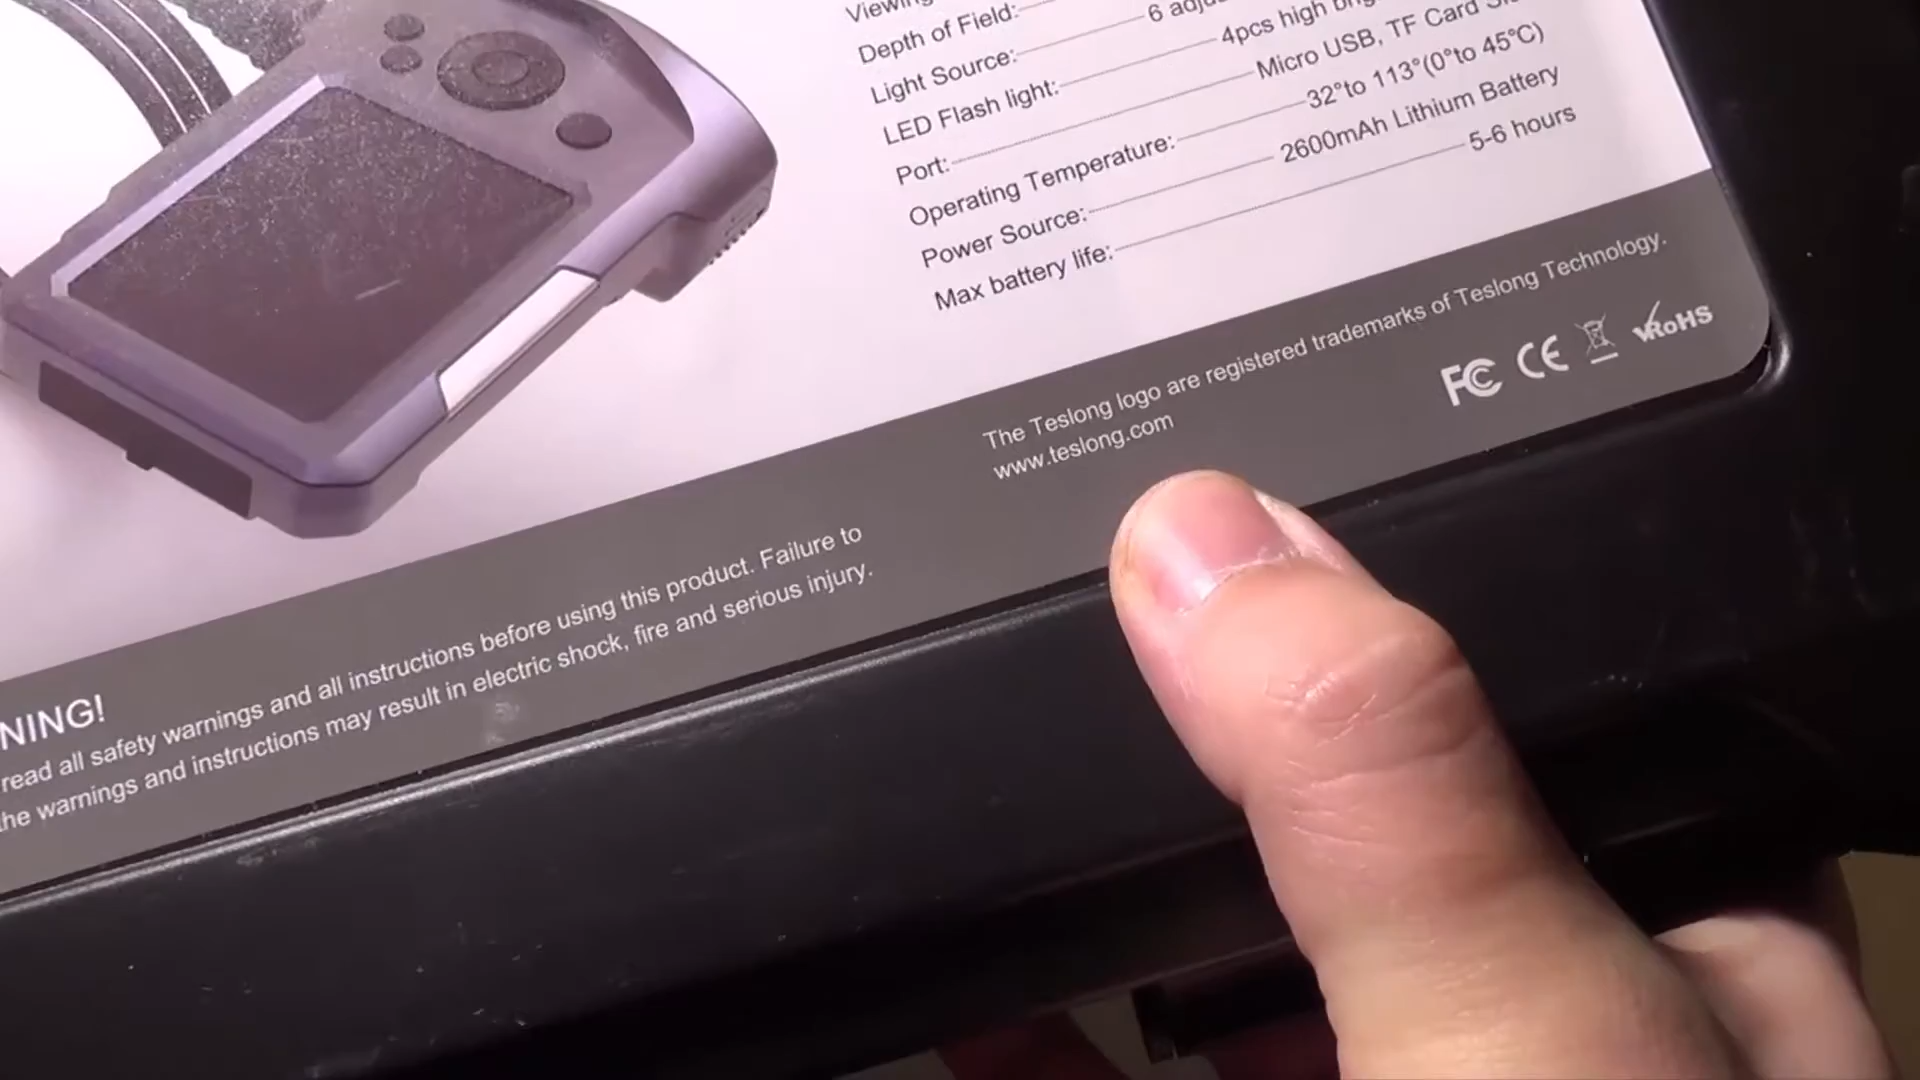 Viewing
Depth of Field:
Light Source: 6
LED Flash light: 4pcs high
Port: Micro USB, TF Card
Operating Temperature: 32°to 113°(0°to 45°C)
Power Source: 2600mAh Lithium Battery
Max battery life: 5-6 hours
The Teslong logo are registered trademarks of Teslong Technology.
www.teslong.com
FC CE RoHS
NING!
read all safety warnings and all instructions before using this product. Failure to
the warnings and instructions may result in electric shock, fire and serious injury.